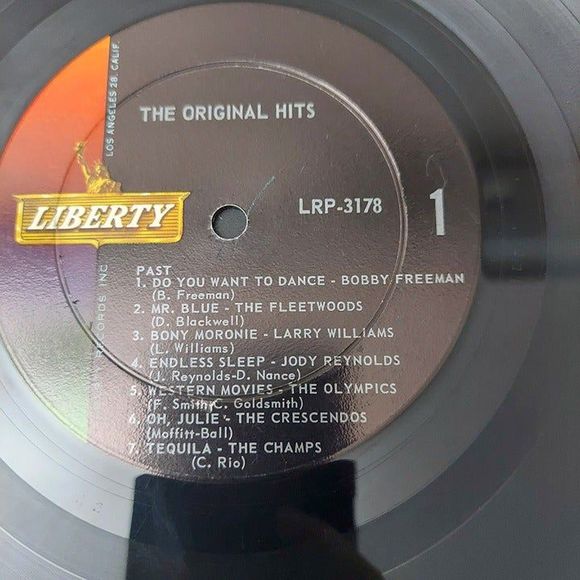 THE ORIGINAL HITS
LOS ANGELES 28, CALIF.
LIBERTY
RECORDS INC
LRP-3178
1
PAST
1. DO YOU WANT TO DANCE - BOBBY FREEMAN
(B. Freeman)
2. MR. BLUE - THE FLEETWOODS
(D. Blackwell)
3. BONY MORONIE - LARRY WILLIAMS
(L. Williams)
4. ENDLESS SLEEP - JODY REYNOLDS
(J. Reynolds-D. Nance)
5. WESTERN MOVIES - THE OLYMPICS
(F. Smith-C. Goldsmith)
6. OH, JULIE - THE CRESCENDOS
(Moffitt-Ball)
7. TEQUILA - THE CHAMPS
(C. Rio)